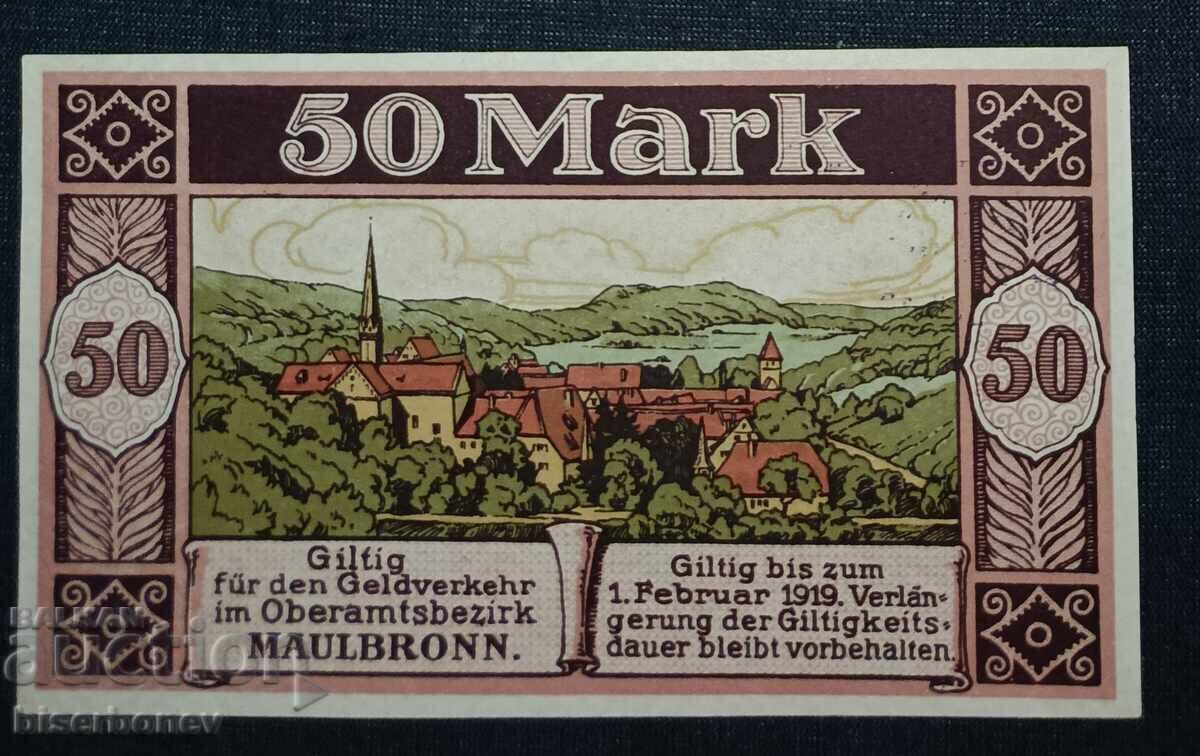 50 Mark
50
50
Giltig
für den Geldverkehr
im Oberamtsbezirk
MAULBRONN.
Giltig bis zum
1. Februar 1919. Verlän=
gerung der Giltigkeits=
dauer bleibt vorbehalten.
BALKAN
auction
biserbonev